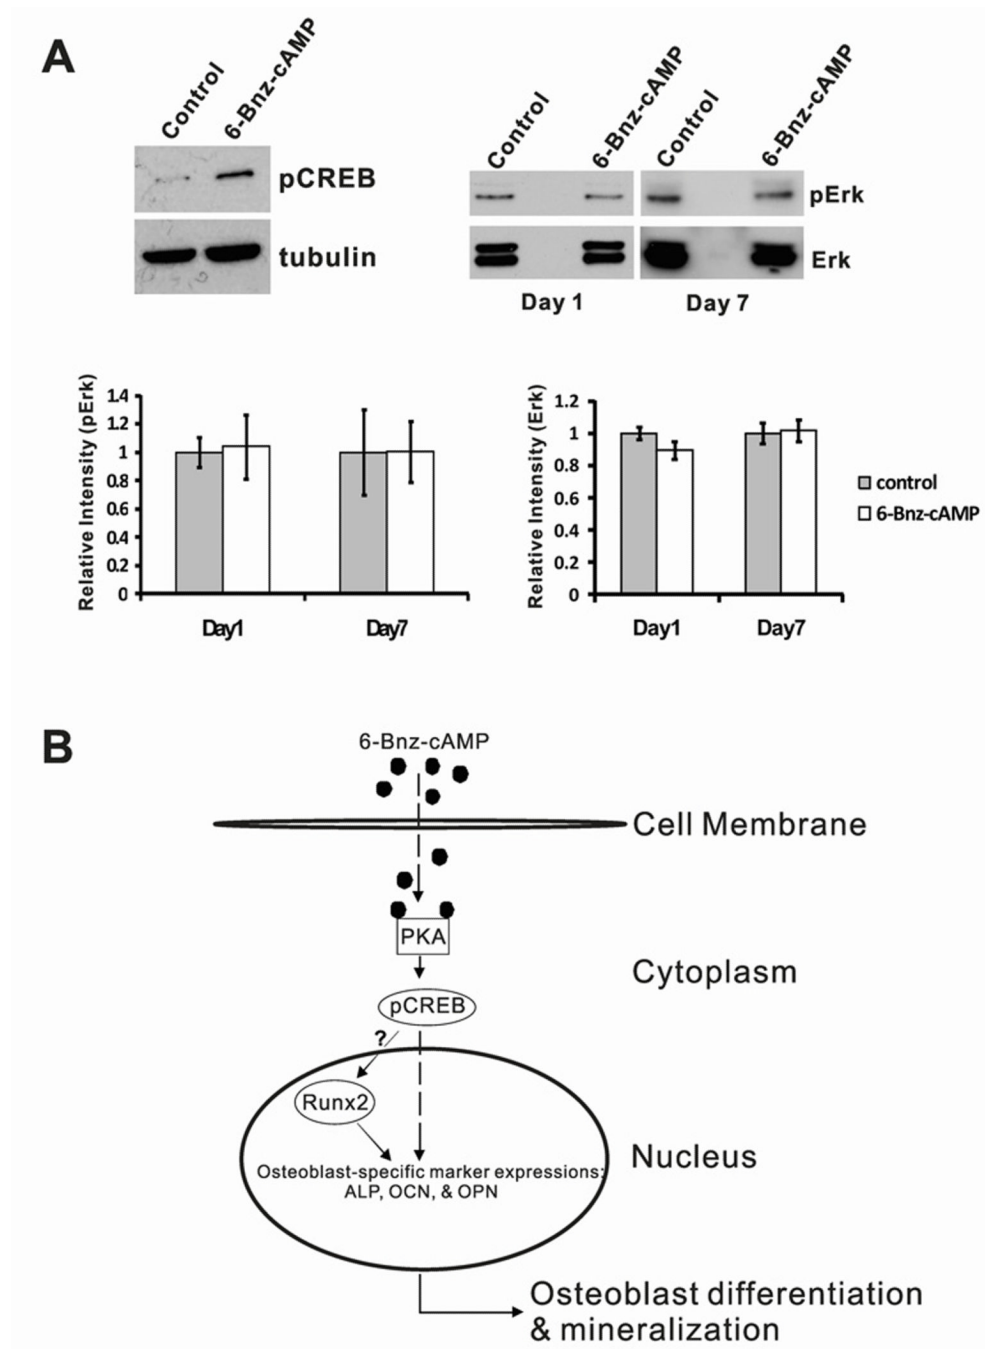 A
Control
6-Bnz-cAMP
pCREB
tubulin
Control
6-Bnz-cAMP
Control
6-Bnz-cAMP
pErk
Erk
Day 1
Day 7
Relative Intensity (pErk)
1.4
1.2
1
0.8
0.6
0.4
0.2
0
Day1
Day7
Relative Intensity (Erk)
1.2
1
0.8
0.6
0.4
0.2
0
Day1
Day7
control
6-Bnz-cAMP
B
6-Bnz-cAMP
Cell Membrane
PKA
Cytoplasm
pCREB
?
Runx2
Nucleus
Osteoblast-specific marker expressions:
ALP, OCN, & OPN
Osteoblast differentiation
& mineralization